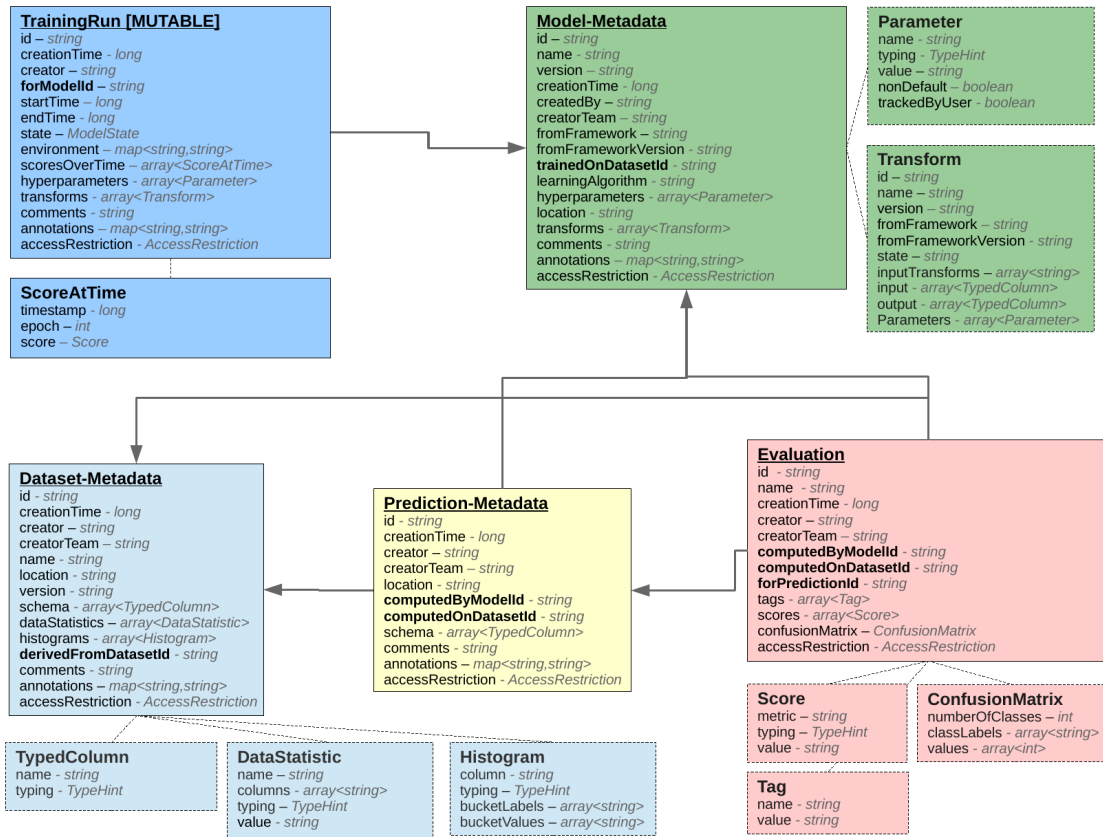 TrainingRun [MUTABLE]
id – string
creationTime - long
creator – string
forModelId – string
startTime – long
endTime – long
state – ModelState
environment – map<string,string>
scoresOverTime – array<ScoreAtTime>
hyperparameters - array<Parameter>
transforms - array<Transform>
comments - string
annotations – map<string,string>
accessRestriction - AccessRestriction
ScoreAtTime
timestamp - long
epoch – int
score – Score
Model-Metadata
id – string
name - string
version - string
creationTime - long
createdBy - string
creatorTeam – string
fromFramework – string
fromFrameworkVersion - string
trainedOnDatasetId - string
learningAlgorithm - string
hyperparameters - array<Parameter>
location - string
transforms - array<Transform>
comments - string
annotations - map<string,string>
accessRestriction - AccessRestriction
Parameter
name - string
typing - TypeHint
value – string
nonDefault – boolean
trackedByUser - boolean
Transform
id – string
name – string
version – string
fromFramework – string
fromFrameworkVersion - string
state – string
inputTransforms – array<string>
input - array<TypedColumn>
output - array<TypedColumn>
Parameters - array<Parameter>
Dataset-Metadata
id - string
creationTime - long
creator – string
creatorTeam – string
name - string
location - string
version - string
schema - array<TypedColumn>
dataStatistics – array<DataStatistic>
histograms - array<Histogram>
derivedFromDatasetId - string
comments - string
annotations – map<string,string>
accessRestriction - AccessRestriction
Prediction-Metadata
id - string
creationTime - long
creator – string
creatorTeam – string
location - string
computedByModelId - string
computedOnDatasetId - string
schema - array<TypedColumn>
comments - string
annotations – map<string,string>
accessRestriction - AccessRestriction
Evaluation
id - string
name - string
creationTime - long
creator – string
creatorTeam - string
computedByModelId - string
computedOnDatasetId - string
forPredictionId - string
tags - array<Tag>
scores - array<Score>
confusionMatrix – ConfusionMatrix
accessRestriction - AccessRestriction
TypedColumn
name - string
typing - TypeHint
DataStatistic
name – string
columns - array<string>
typing – TypeHint
value - string
Histogram
column - string
typing – TypeHint
bucketLabels – array<string>
bucketValues – array<string>
Score
metric – string
typing – TypeHint
value - string
ConfusionMatrix
numberOfClasses – int
classLabels - array<string>
values - array<int>
Tag
name - string
value - string